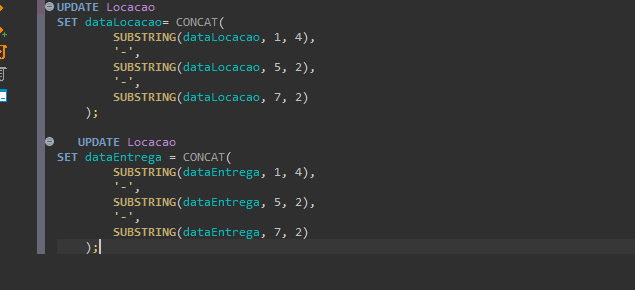 UPDATE Locacao
SET dataLocacao= CONCAT(
SUBSTRING(dataLocacao, 1, 4),
'-',
SUBSTRING(dataLocacao, 5, 2),
'-',
SUBSTRING(dataLocacao, 7, 2)
);
UPDATE Locacao
SET dataEntrega = CONCAT(
SUBSTRING(dataEntrega, 1, 4),
'-',
SUBSTRING(dataEntrega, 5, 2),
'-',
SUBSTRING(dataEntrega, 7, 2)
);